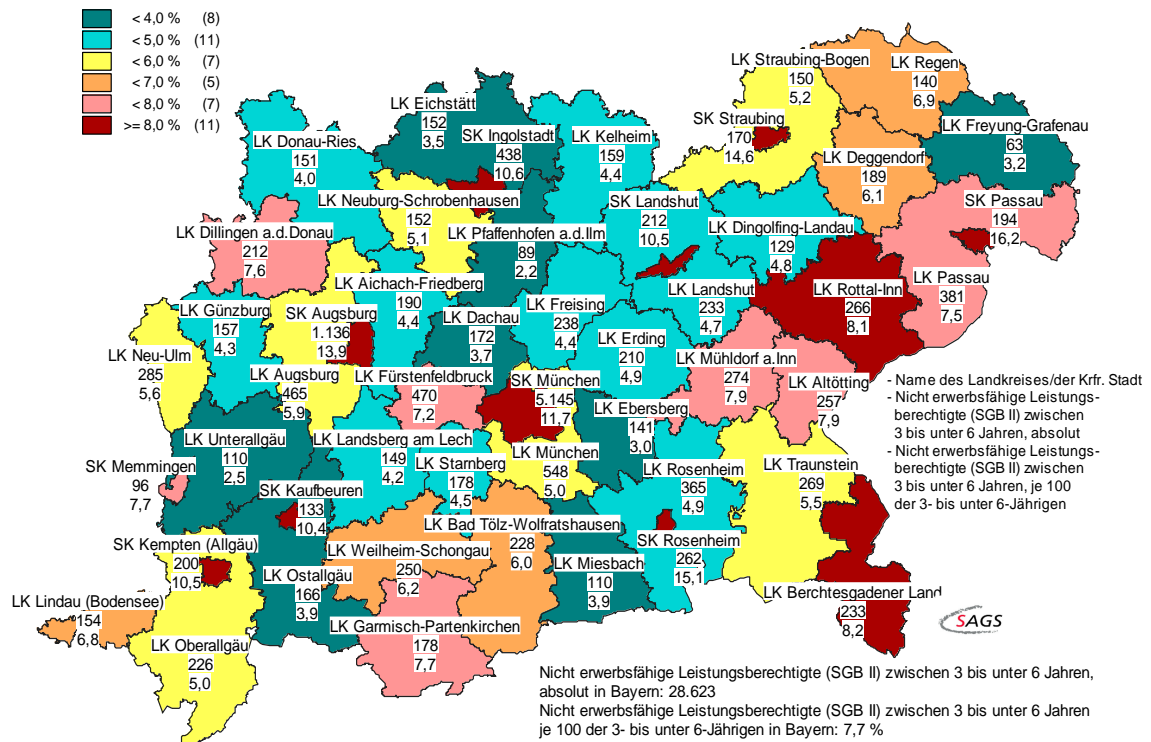 < 4,0 % (8)
< 5,0 % (11)
< 6,0 % (7)
< 7,0 % (5)
< 8,0 % (7)
>= 8,0 % (11)
LK Straubing-Bogen
150
5,2
LK Regen
140
6,9
LK Eichstätt
152
3,5
SK Ingolstadt
438
10,6
LK Kelheim
159
4,4
SK Straubing
170
14,6
LK Freyung-Grafenau
63
3,2
LK Donau-Ries
151
4,0
LK Deggendorf
189
6,1
LK Neuburg-Schrobenhausen
152
5,1
SK Landshut
212
10,5
SK Passau
194
16,2
LK Dillingen a.d.Donau
212
7,6
LK Pfaffenhofen a.d.Ilm
89
2,2
LK Dingolfing-Landau
129
4,8
LK Aichach-Friedberg
190
4,4
LK Passau
381
7,5
LK Günzburg
157
4,3
SK Augsburg
1.136
13,9
LK Dachau
172
3,7
LK Freising
238
4,4
LK Landshut
233
4,7
LK Rottal-Inn
266
8,1
LK Neu-Ulm
285
5,6
LK Erding
210
4,9
LK Augsburg
465
5,9
LK Fürstenfeldbruck
470
7,2
SK München
5.145
11,7
LK Mühldorf a.Inn
274
7,9
LK Altötting
257
7,9
- Name des Landkreises/der Krfr. Stadt
- Nicht erwerbsfähige Leistungs-
berechtigte (SGB II) zwischen
3 bis unter 6 Jahren, absolut
- Nicht erwerbsfähige Leistungs-
berechtigte (SGB II) zwischen
3 bis unter 6 Jahren, je 100
der 3- bis unter 6-Jährigen
LK Ebersberg
141
3,0
LK Unterallgäu
110
2,5
LK Landsberg am Lech
149
4,2
LK Starnberg
178
4,5
LK München
548
5,0
SK Memmingen
96
7,7
LK Rosenheim
365
4,9
LK Traunstein
269
5,5
SK Kaufbeuren
133
10,4
LK Bad Tölz-Wolfratshausen
228
6,0
SK Rosenheim
262
15,1
SK Kempten (Allgäu)
200
10,5
LK Weilheim-Schongau
250
6,2
LK Miesbach
110
3,9
LK Ostallgäu
166
3,9
LK Berchtesgadener Land
233
8,2
LK Lindau (Bodensee)
154
6,8
LK Garmisch-Partenkirchen
178
7,7
LK Oberallgäu
226
5,0
SAGS
Nicht erwerbsfähige Leistungsberechtigte (SGB II) zwischen 3 bis unter 6 Jahren,
absolut in Bayern: 28.623
Nicht erwerbsfähige Leistungsberechtigte (SGB II) zwischen 3 bis unter 6 Jahren
je 100 der 3- bis unter 6-Jährigen in Bayern: 7,7 %